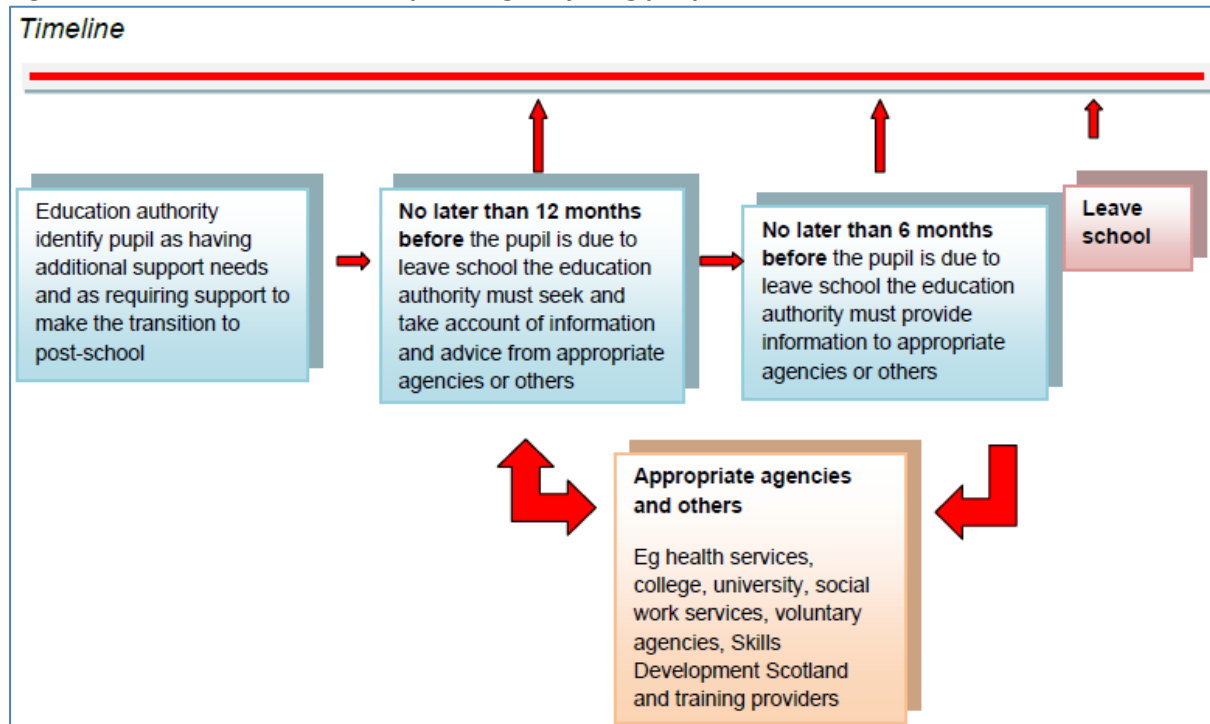 Timeline
Education authority
identify pupil as having
additional support needs
and as requiring support to
make the transition to
post-school
No later than 12 months
before the pupil is due to
leave school the education
authority must seek and
take account of information
and advice from appropriate
agencies or others
No later than 6 months
before the pupil is due to
leave school the education
authority must provide
information to appropriate
agencies or others
Leave
school
Appropriate agencies
and others
Eg health services,
college, university, social
work services, voluntary
agencies, Skills
Development Scotland
and training providers